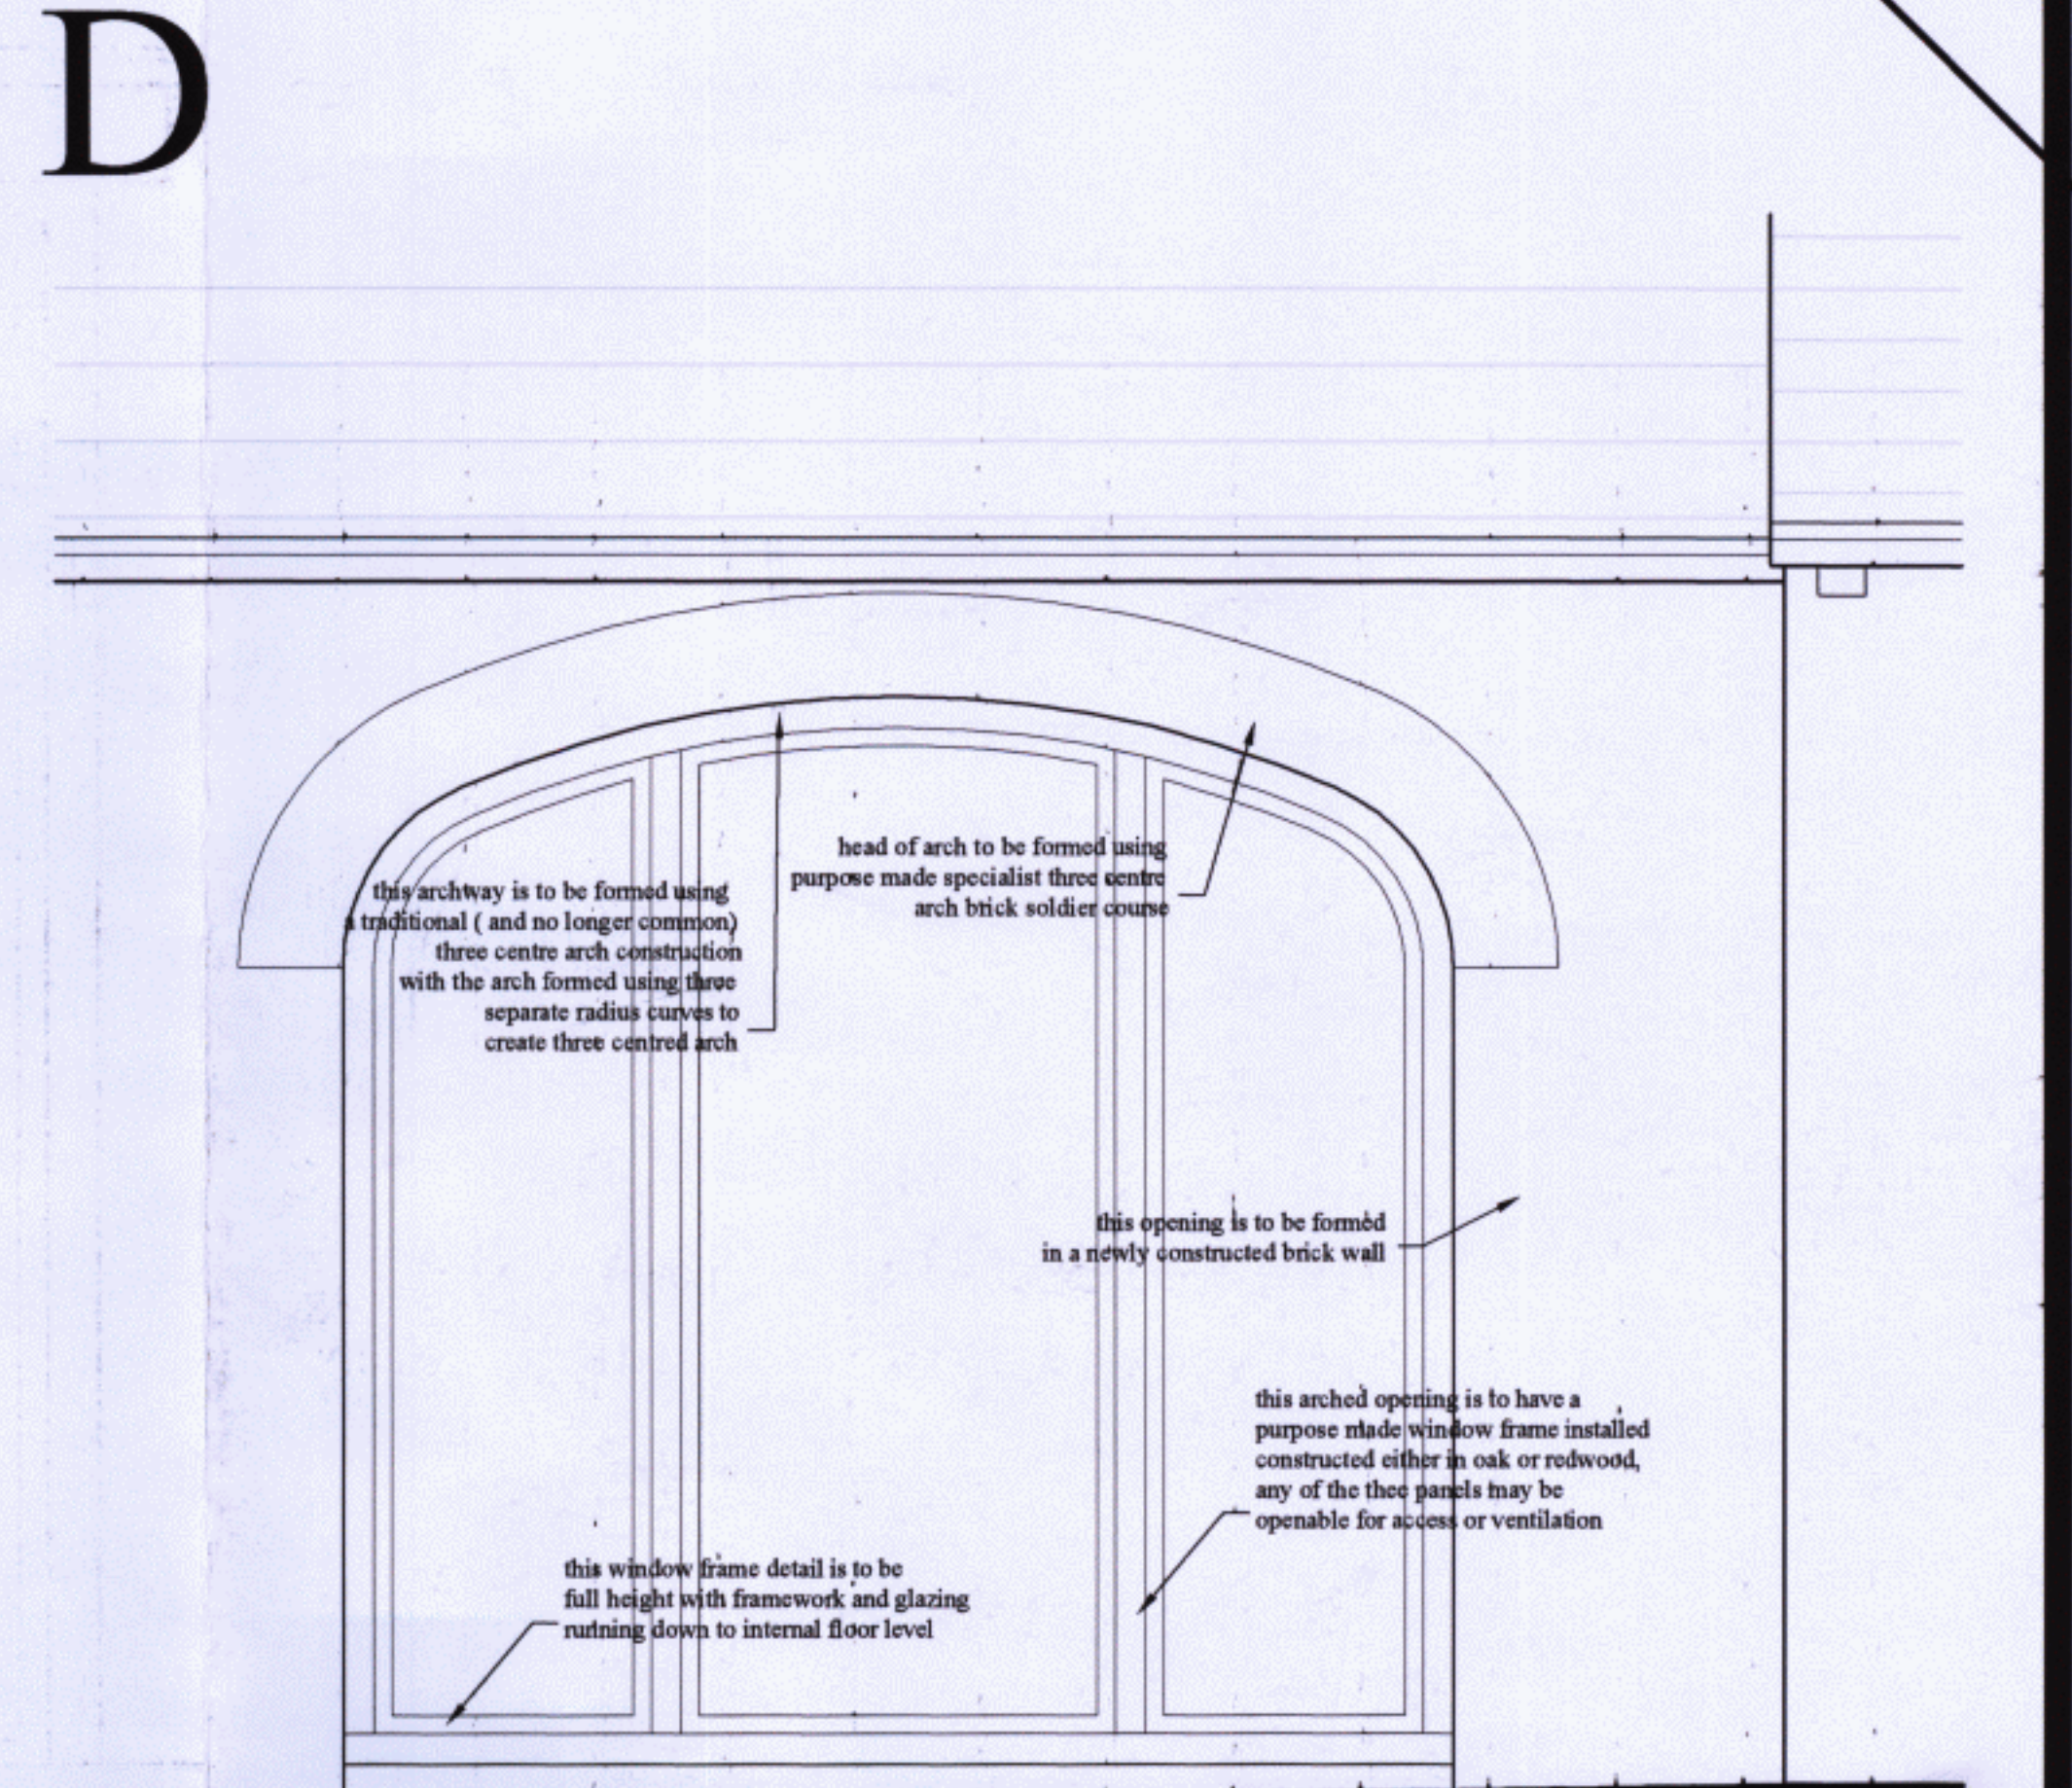 D
head of arch to be formed using
purpose made specialist three centre
arch brick soldier course
this archway is to be formed using
a traditional ( and no longer common)
three centre arch construction
with the arch formed using three
separate radius curves to
create three centred arch
this opening is to be formed
in a newly constructed brick wall
this arched opening is to have a
purpose made window frame installed
constructed either in oak or redwood,
any of the thee panels may be
openable for access or ventilation
this window frame detail is to be
full height with framework and glazing
running down to internal floor level